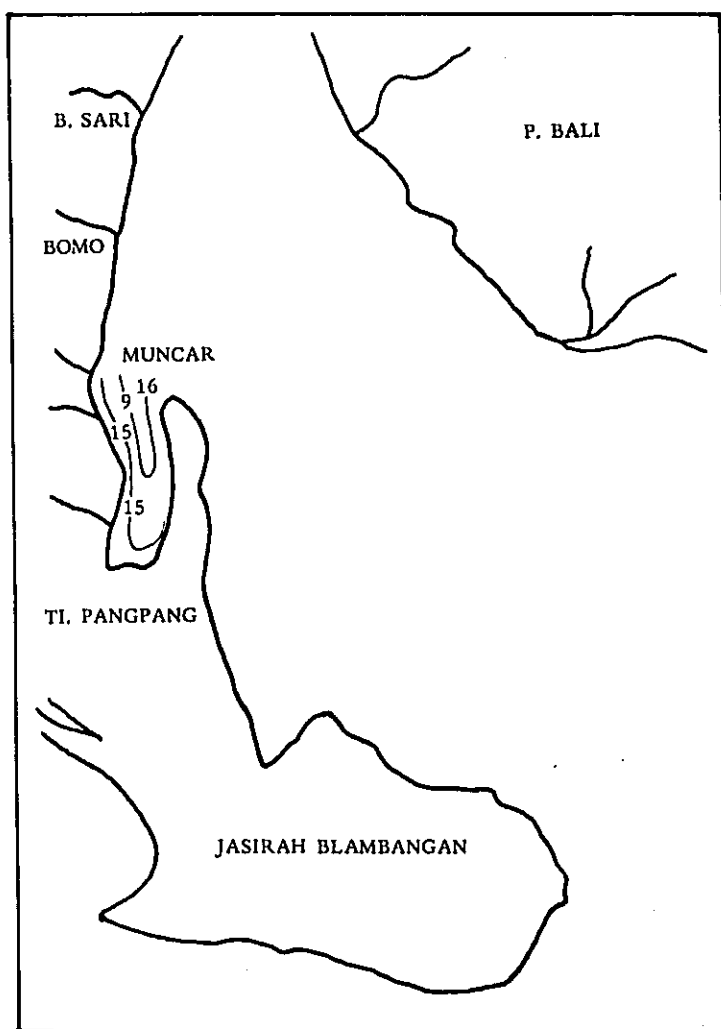 B. SARI
P. BALI
BOMO
MUNCAR
16
9
15
15
TI. PANGPANG
JASIRAH BLAMBANGAN